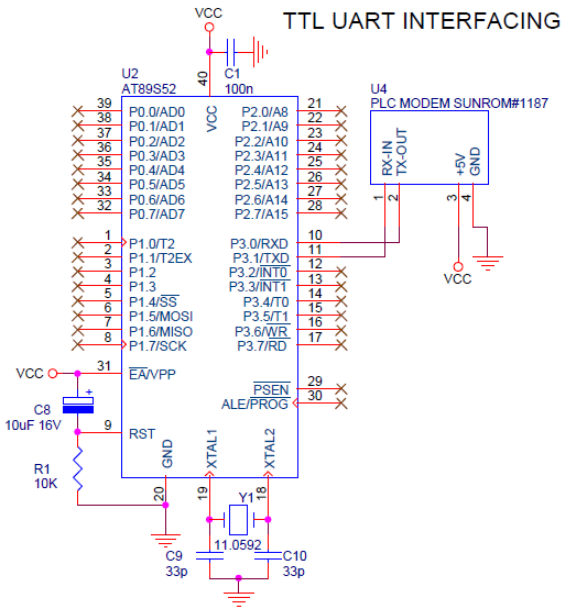 TTL UART INTERFACING
VCC
C1
100n
40
U2
AT89S52
VCC
39 P0.0/AD0
38 P0.1/AD1
37 P0.2/AD2
36 P0.3/AD3
35 P0.4/AD4
34 P0.5/AD5
33 P0.6/AD6
32 P0.7/AD7
P2.0/A8 21
P2.1/A9 22
P2.2/A10 23
P2.3/A11 24
P2.4/A12 25
P2.5/A13 26
P2.6/A14 27
P2.7/A15 28
1 P1.0/T2
2 P1.1/T2EX
3 P1.2
4 P1.3
5 P1.4/SS
6 P1.5/MOSI
7 P1.6/MISO
8 P1.7/SCK
P3.0/RXD 10
P3.1/TXD 11
P3.2/INT0 12
P3.3/INT1 13
P3.4/T0 14
P3.5/T1 15
P3.6/WR 16
P3.7/RD 17
VCC
31 EA/VPP
PSEN 29
ALE/PROG 30
+
C8
10uF 16V
9 RST
R1
10K
GND
20
XTAL1
19
XTAL2
18
Y1
11.0592
C9
33p
C10
33p
U4
PLC MODEM SUNROM#1187
RX-IN
TX-OUT
+5V
GND
1
2
3
4
VCC